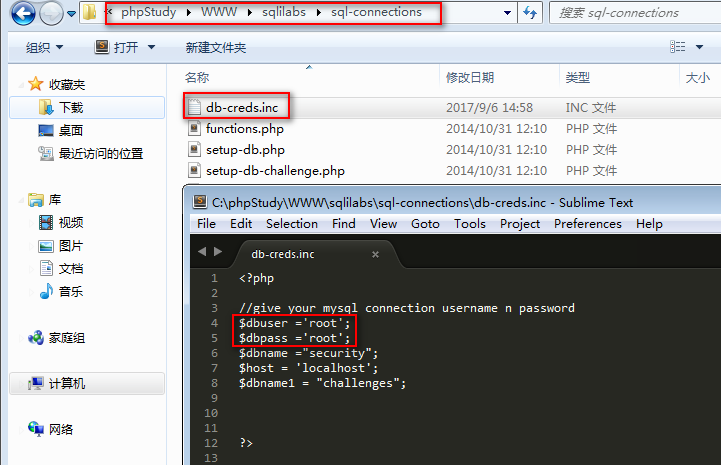 « phpStudy ▸ WWW ▸ sqlilabs ▸ sql-connections
搜索 sql-connections
组织 打开 新建文件夹
名称 修改日期 类型 大小
收藏夹
下载
桌面
最近访问的位置
库
视频
图片
文档
音乐
家庭组
计算机
网络
db-creds.inc 2017/9/6 14:58 INC 文件
functions.php 2014/10/31 12:10 PHP 文件
setup-db.php 2014/10/31 12:10 PHP 文件
setup-db-challenge.php 2014/10/31 12:10 PHP 文件
C:\phpStudy\WWW\sqlilabs\sql-connections\db-creds.inc - Sublime Text
File Edit Selection Find View Goto Tools Project Preferences Help
db-creds.inc ×
1 <?php
2
3 //give your mysql connection username n password
4 $dbuser ='root';
5 $dbpass ='root';
6 $dbname ="security";
7 $host = 'localhost';
8 $dbname1 = "challenges";
9
10
11
12 ?>
13